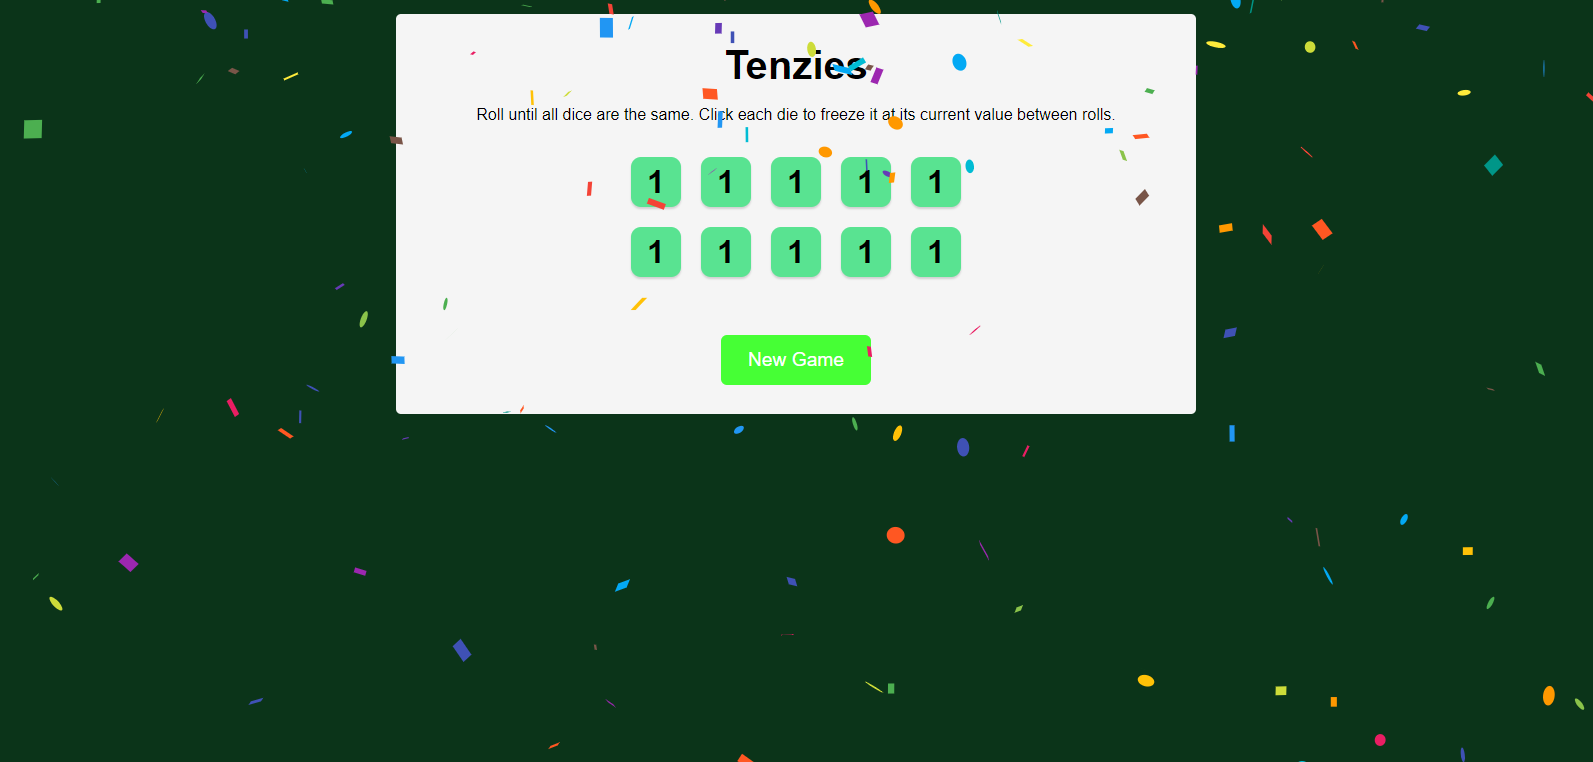 Tenzies
Roll until all dice are the same. Click each die to freeze it at its current value between rolls.
1 1 1 1 1
1 1 1 1 1
New Game